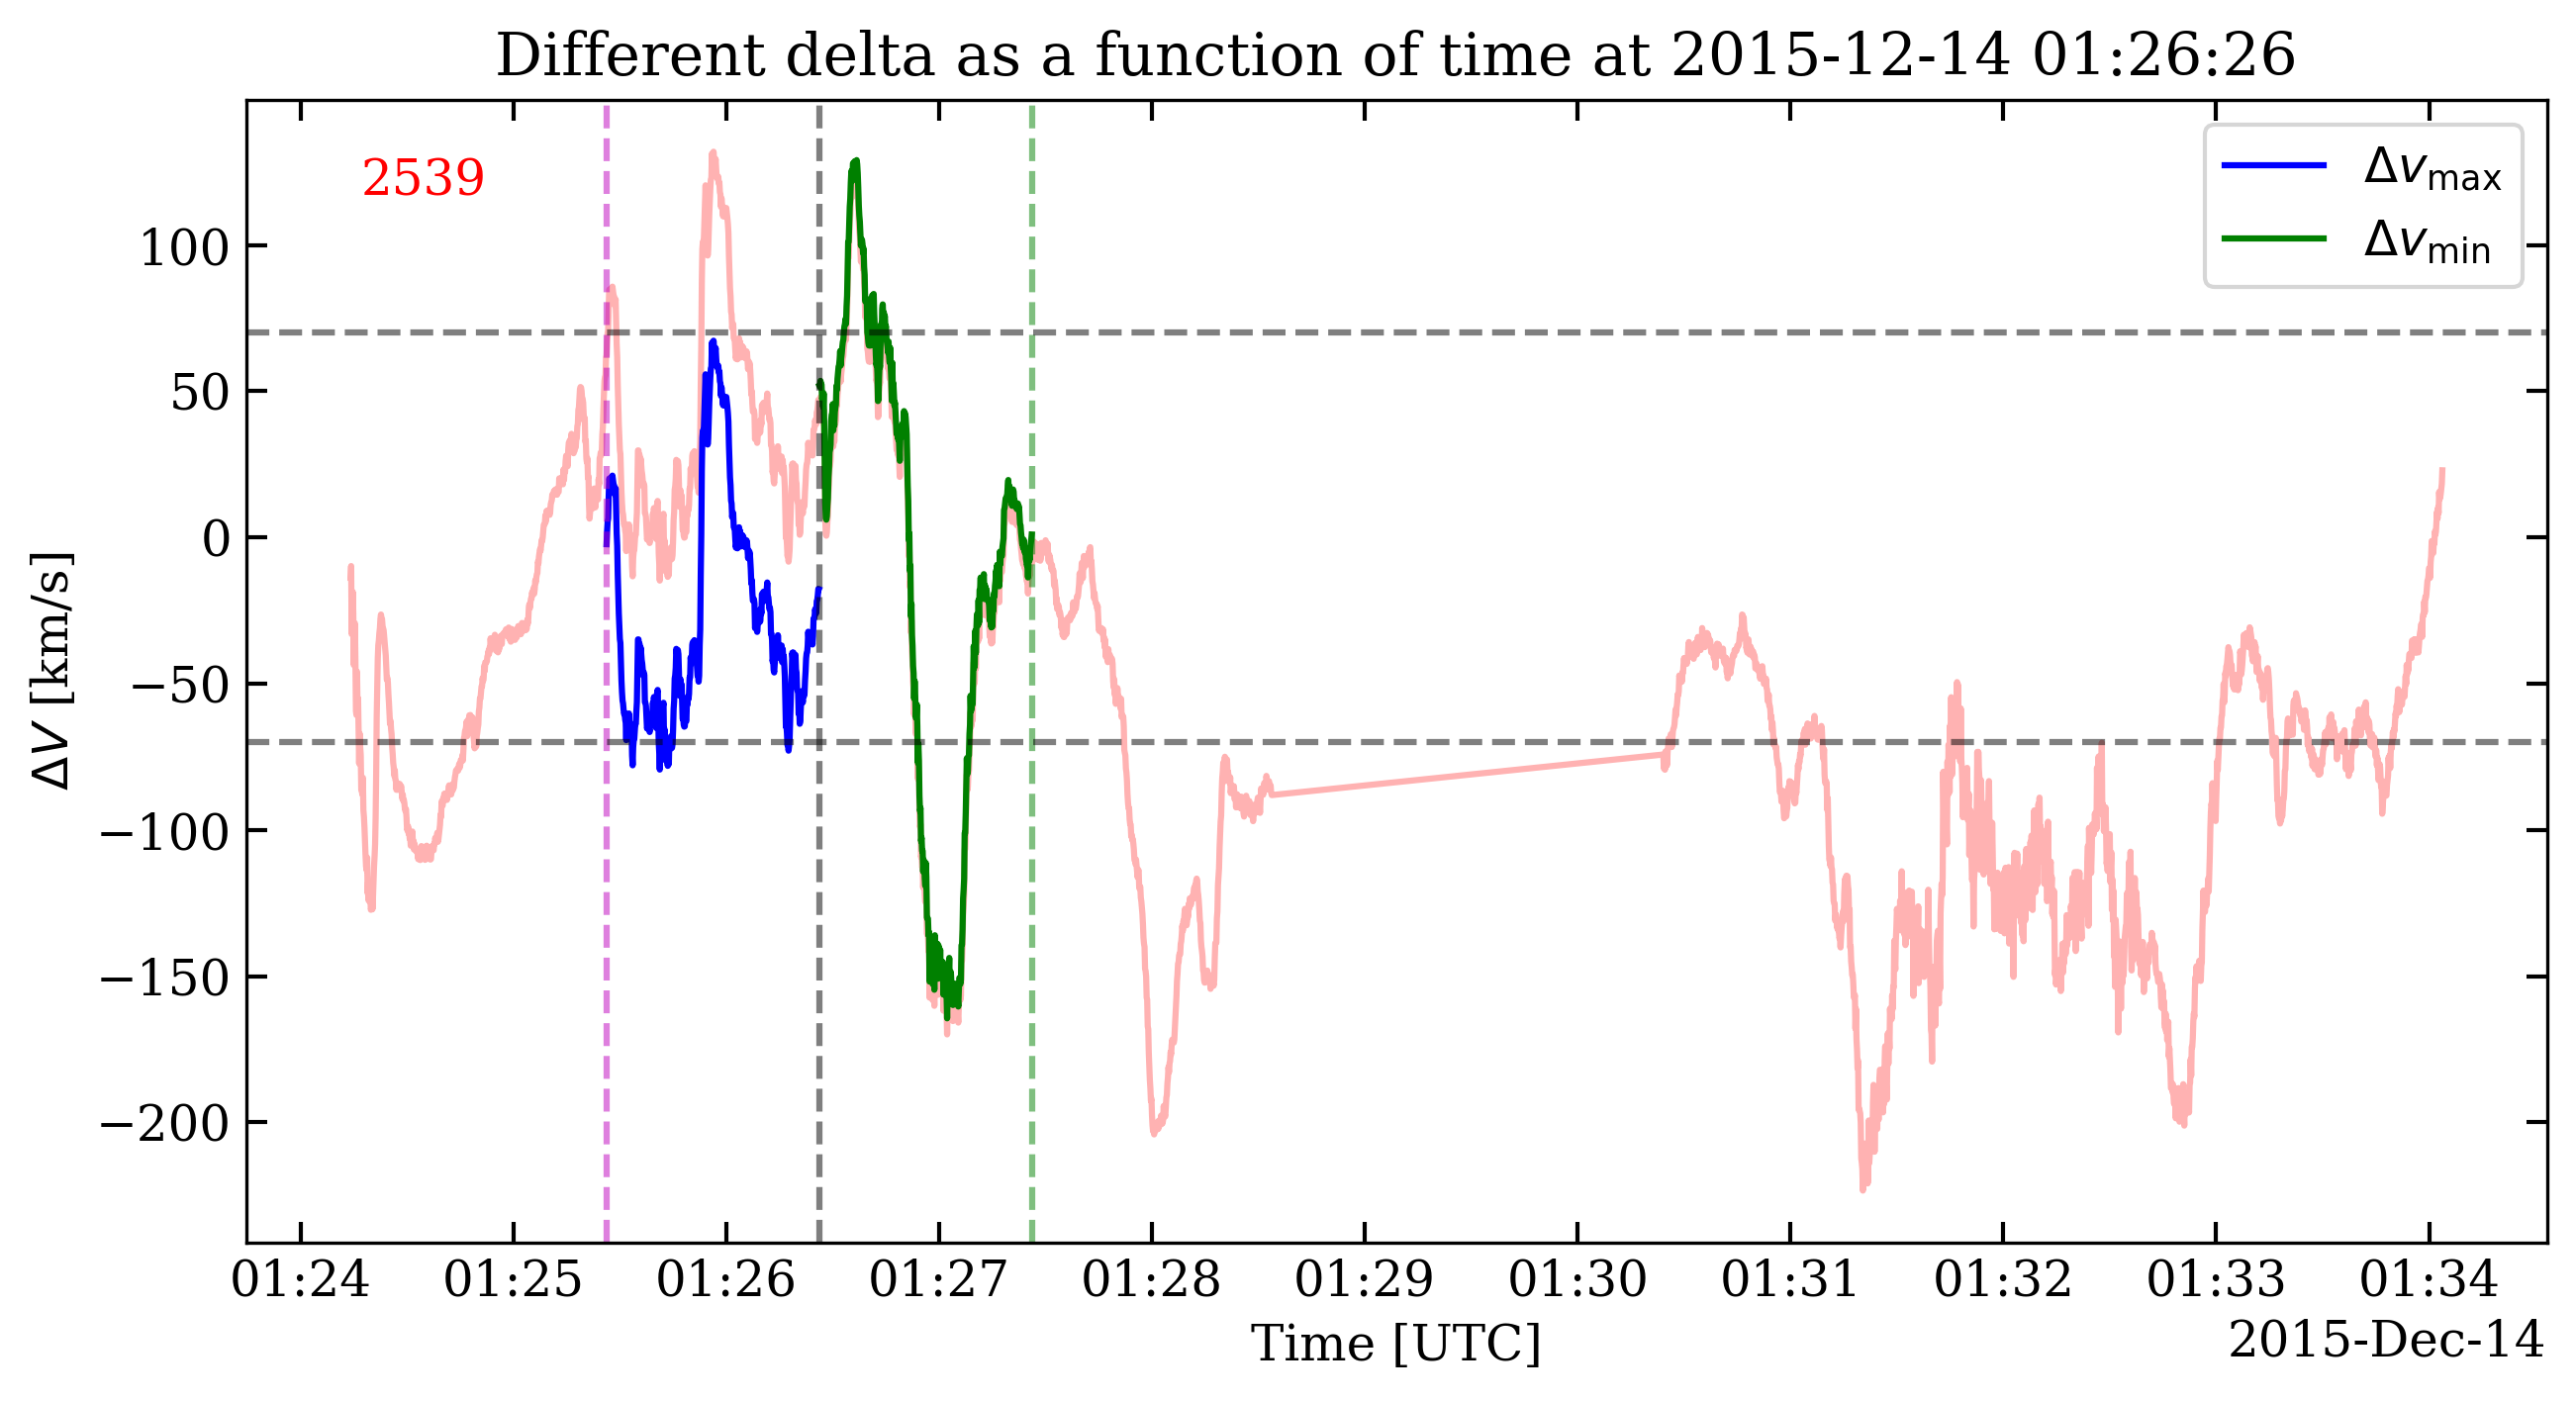 Different delta as a function of time at 2015-12-14 01:26:26
2539
Δv_max
Δv_min
ΔV [km/s]
100
50
0
−50
−100
−150
−200
01:24 01:25 01:26 01:27 01:28 01:29 01:30 01:31 01:32 01:33 01:34
Time [UTC]
2015-Dec-14